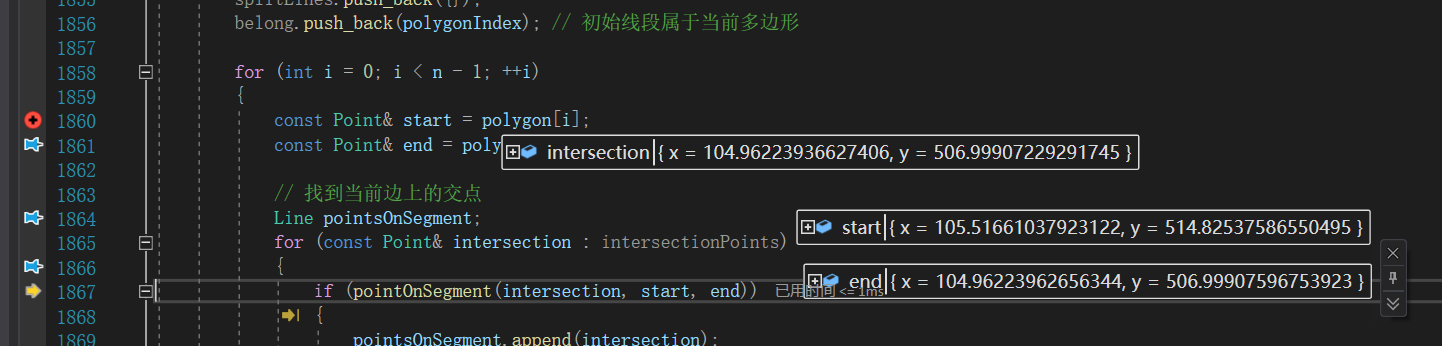 1855 splitLines.push_back({});
1856 belong.push_back(polygonIndex); // 初始线段属于当前多边形
1857
1858 for (int i = 0; i < n - 1; ++i)
1859 {
1860 const Point& start = polygon[i];
1861 const Point& end = poly
intersection { x = 104.96223936627406, y = 506.99907229291745 }
1862
1863 // 找到当前边上的交点
1864 Line pointsOnSegment;
start { x = 105.51661037923122, y = 514.82537586550495 }
1865 for (const Point& intersection : intersectionPoints)
1866 {
end { x = 104.96223962656344, y = 506.99907596753923 }
1867 if (pointOnSegment(intersection, start, end)) 已用时间 <= 1ms
1868 {
1869 pointsOnSegment.append(intersection);